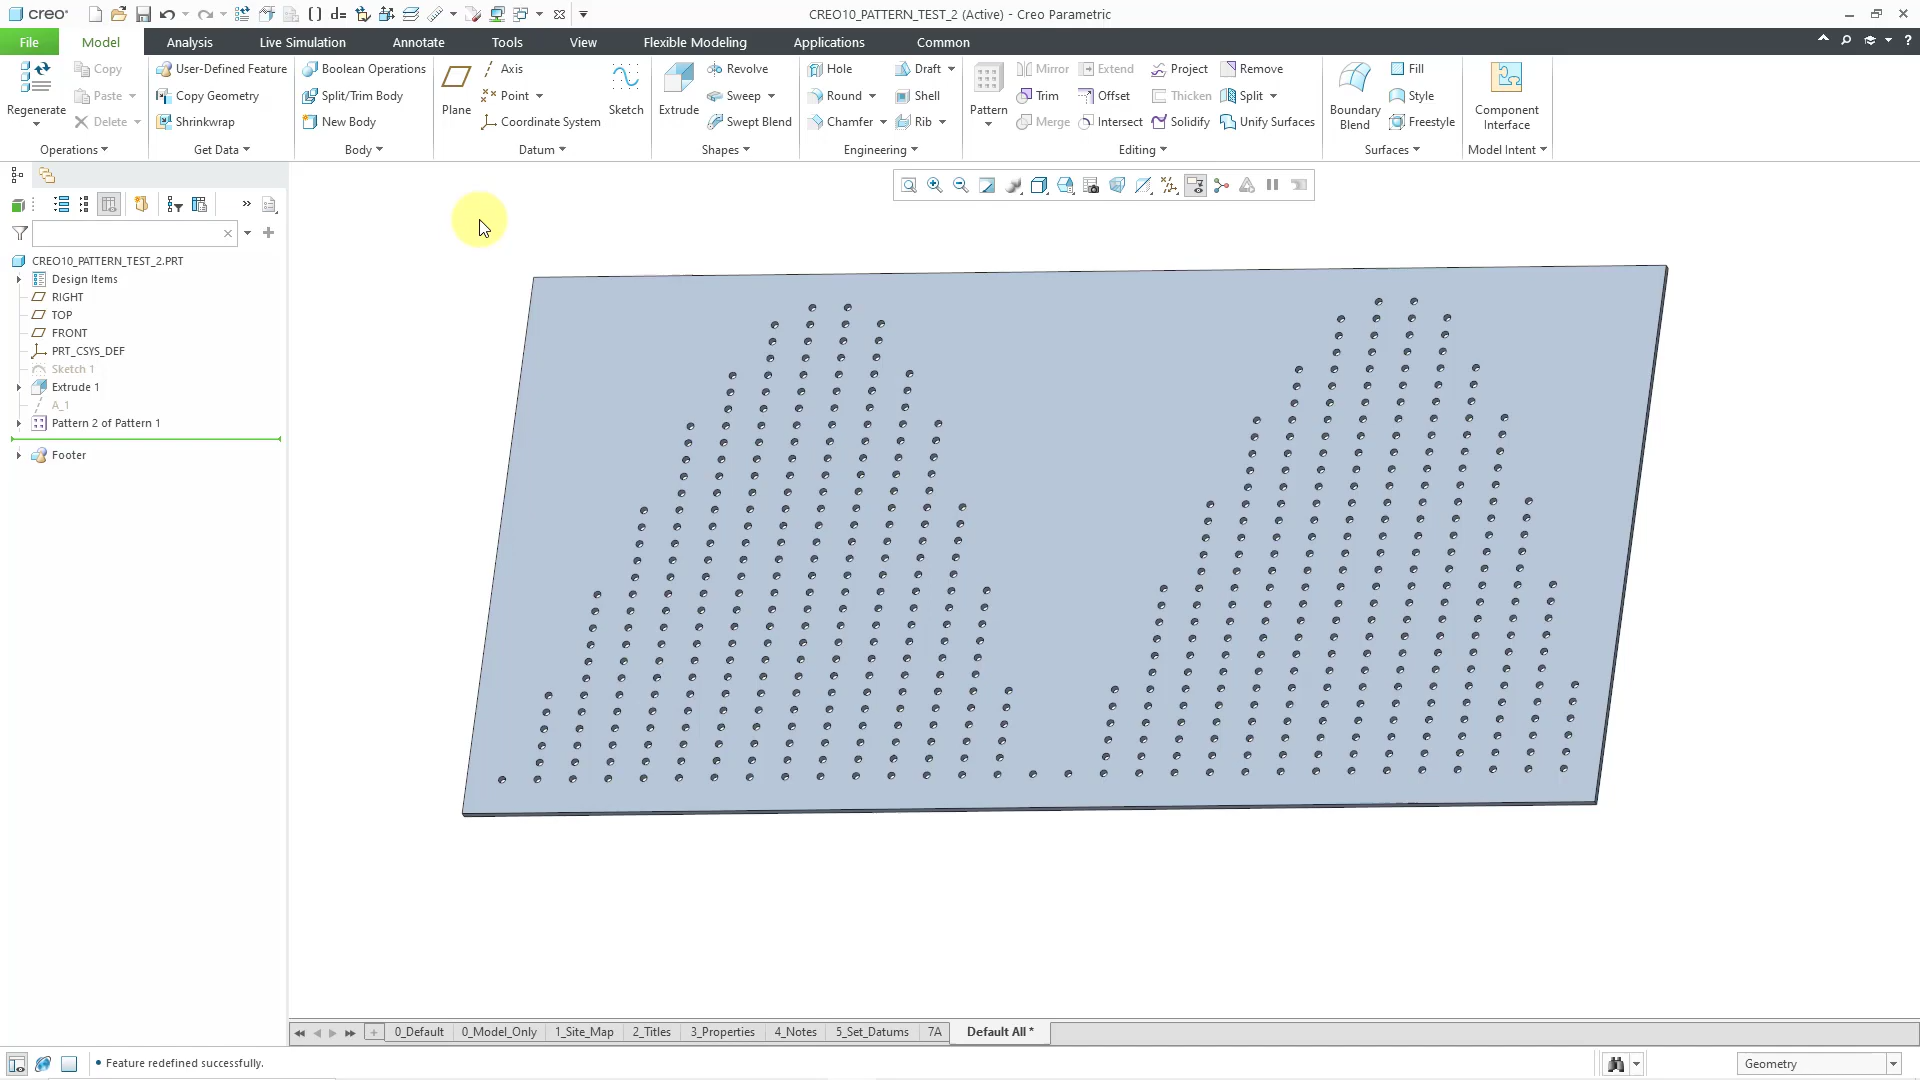 creo
CREO10_PATTERN_TEST_2 (Active) - Creo Parametric
File Model Analysis Live Simulation Annotate Tools View Flexible Modeling Applications Common
Regenerate
Copy
Paste
Delete
Operations
User-Defined Feature
Copy Geometry
Shrinkwrap
Get Data
Boolean Operations
Split/Trim Body
New Body
Body
Plane
Axis
Point
Coordinate System
Sketch
Datum
Extrude
Revolve
Sweep
Swept Blend
Shapes
Hole
Round
Chamfer
Draft
Shell
Rib
Engineering
Pattern
Mirror
Trim
Merge
Extend
Offset
Intersect
Project
Thicken
Solidify
Remove
Split
Unify Surfaces
Editing
Boundary
Blend
Fill
Style
Freestyle
Surfaces
Component
Interface
Model Intent
CREO10_PATTERN_TEST_2.PRT
Design Items
RIGHT
TOP
FRONT
PRT_CSYS_DEF
Sketch 1
Extrude 1
A_1
Pattern 2 of Pattern 1
Footer
0_Default 0_Model_Only 1_Site_Map 2_Titles 3_Properties 4_Notes 5_Set_Datums 7A Default All *
• Feature redefined successfully.
Geometry